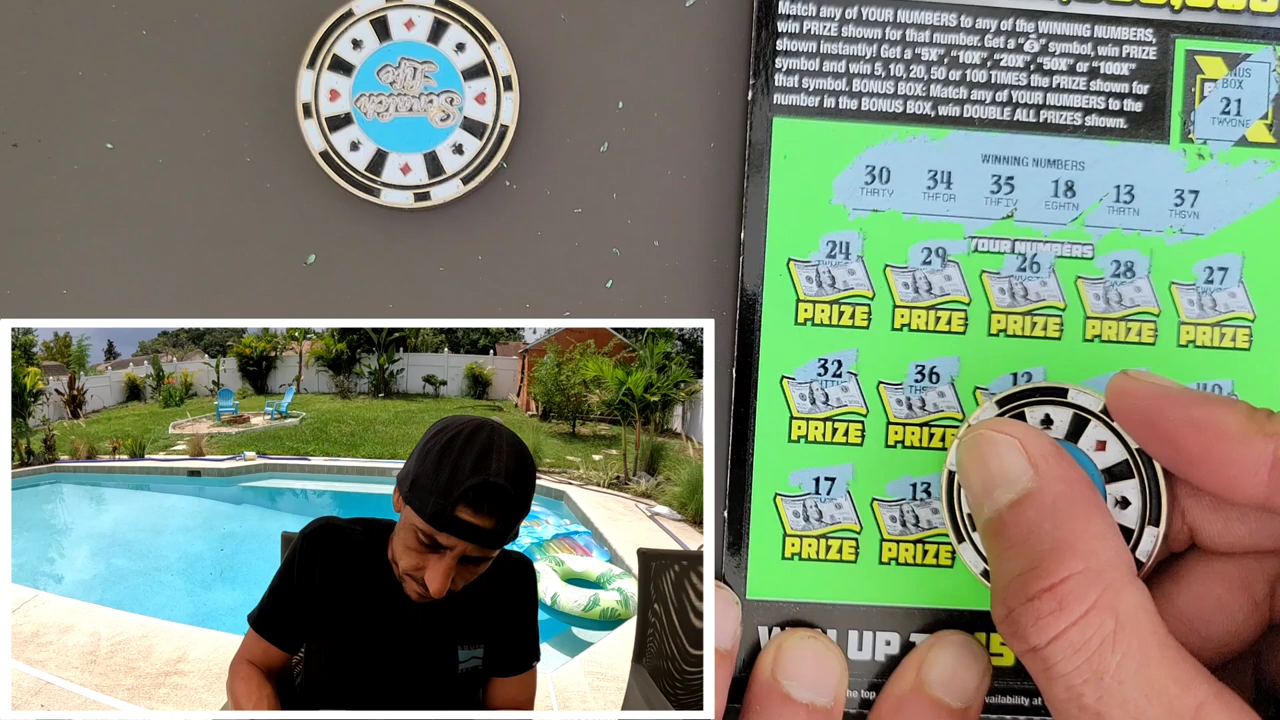 Scratch
Life
Match any of YOUR NUMBERS to any of the WINNING NUMBERS,
win PRIZE shown for that number. Get a " " symbol, win PRIZE
shown instantly! Get a "5X", "10X", "20X", "50X" or "100X"
symbol and win 5, 10, 20, 50 or 100 TIMES the PRIZE shown for
that symbol. BONUS BOX: Match any of YOUR NUMBERS to the
number in the BONUS BOX, win DOUBLE ALL PRIZES shown.
BOX
21
TWYONE
WINNING NUMBERS
30 34 35 18 13 37
THRTY THFOR THFIV EGHTN THRTN THSVN
YOUR NUMBERS
24 29 26 28 27
PRIZE PRIZE PRIZE PRIZE PRIZE
32 36 12
PRIZE PRIZE
17 13
PRIZE PRIZE
UP